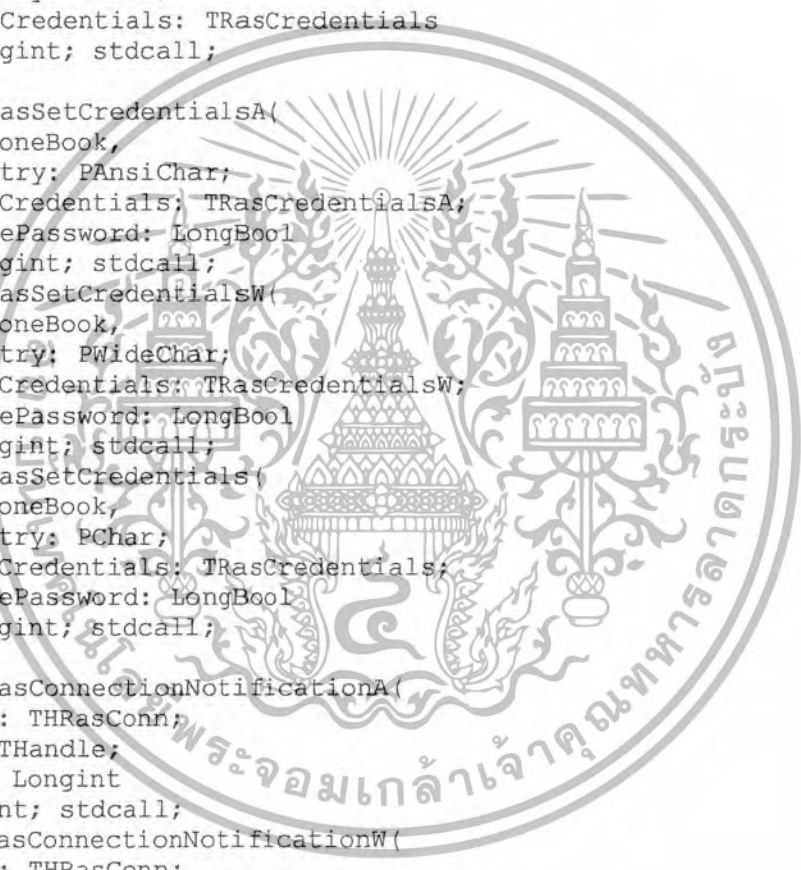 Credentials: TRasCredentials
gint; stdcall;
asSetCredentialsA(
oneBook,
try: PAnsiChar;
Credentials: TRasCredentialsA;
ePassword: LongBool
gint; stdcall;
asSetCredentialsW(
oneBook,
try: PWideChar;
Credentials: TRasCredentialsW;
ePassword: LongBool
gint; stdcall;
asSetCredentials(
oneBook,
try: PChar;
Credentials: TRasCredentials;
ePassword: LongBool
gint; stdcall;
asConnectionNotificationA(
: THRasConn;
THandle;
Longint
nt; stdcall;
asConnectionNotificationW(
: THRasConn;
พระจอมเกล้าเจ้าคุณทหารลาดกระบัง